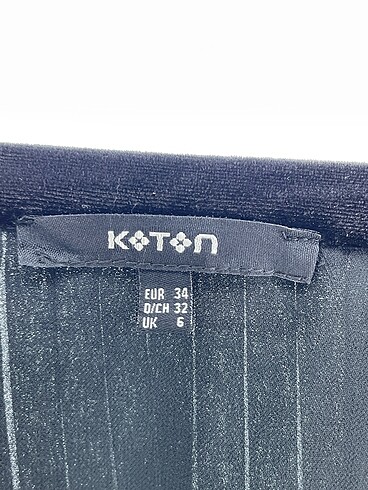 KOTON
EUR 34
D/CH 32
UK 6